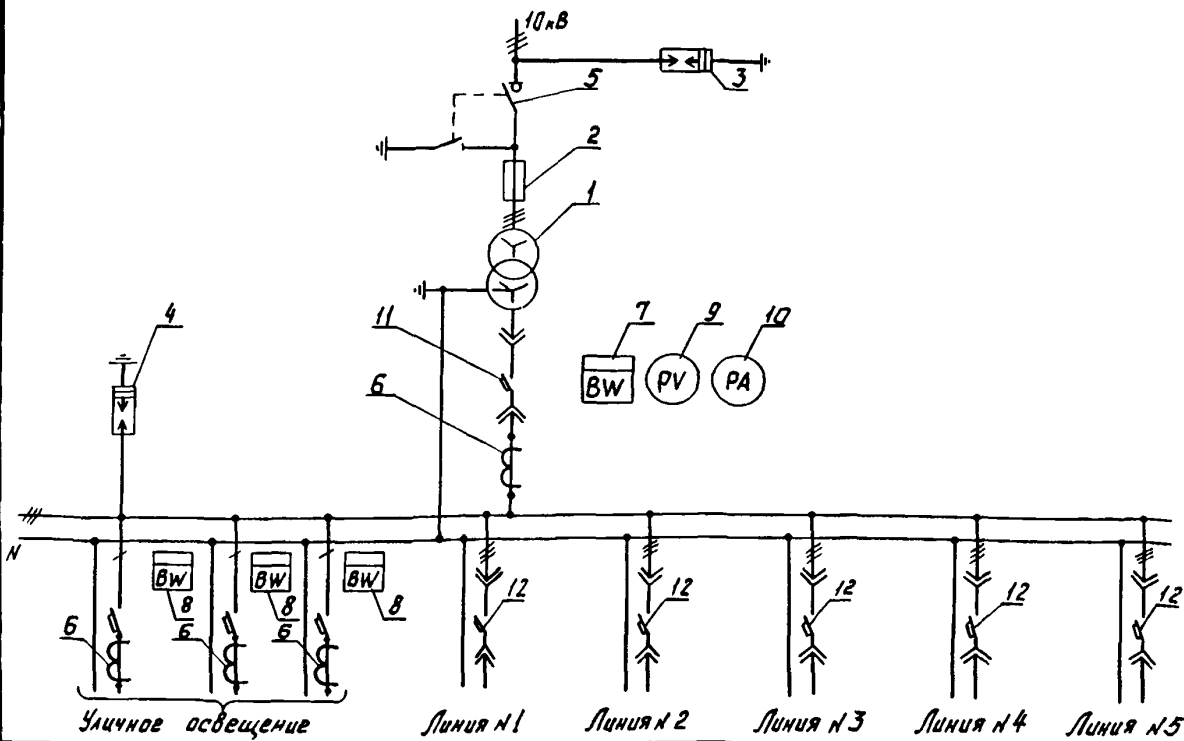 10кВ
3
5
2
1
4
11
7
9
10
BW
PV
PA
6
N
BW
BW
BW
8
8
8
12
12
12
12
12
6
6
6
Уличное освещение
Линия №1
Линия №2
Линия №3
Линия №4
Линия №5